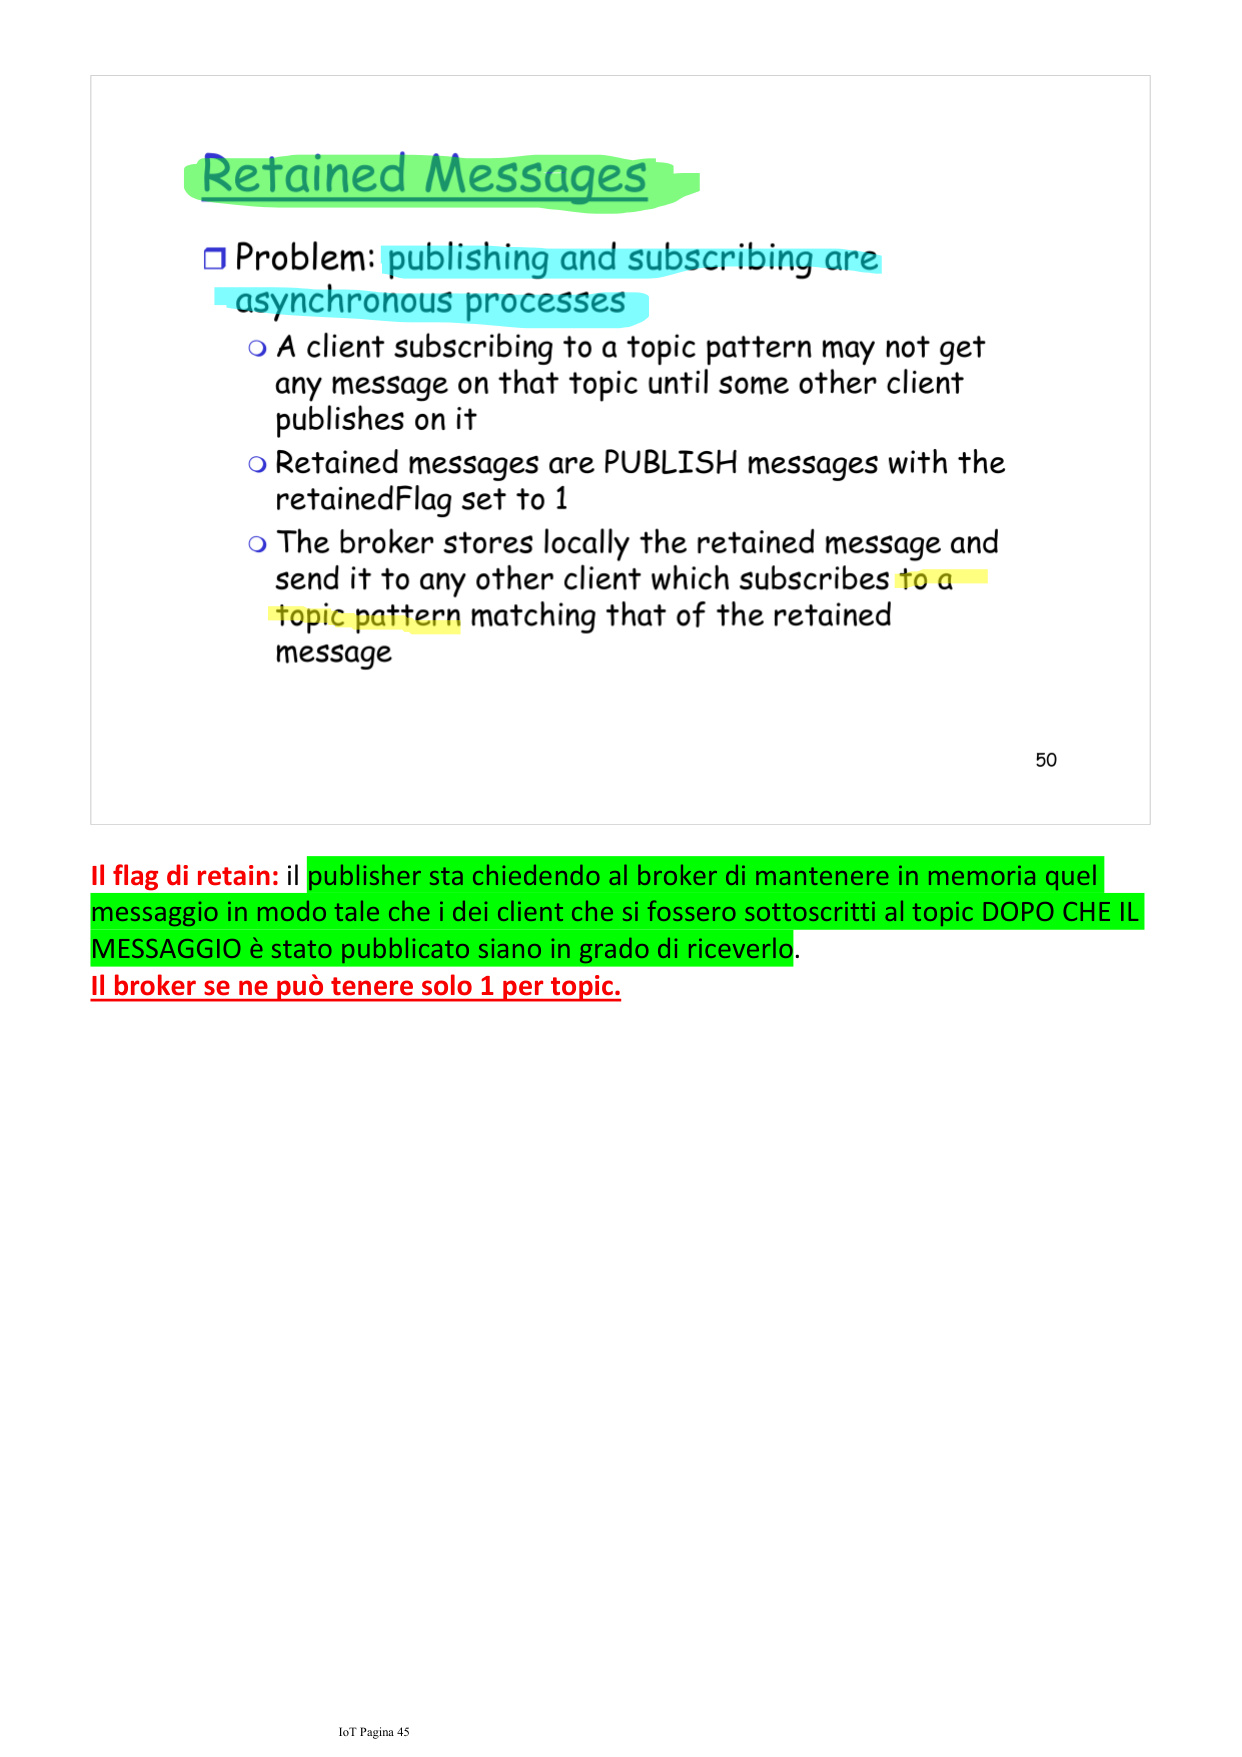 Retained Messages
Problem: publishing and subscribing are
asynchronous processes
A client subscribing to a topic pattern may not get
any message on that topic until some other client
publishes on it
Retained messages are PUBLISH messages with the
retainedFlag set to 1
The broker stores locally the retained message and
send it to any other client which subscribes to a
topic pattern matching that of the retained
message
50
Il flag di retain: il publisher sta chiedendo al broker di mantenere in memoria quel
messaggio in modo tale che i dei client che si fossero sottoscritti al topic DOPO CHE IL
MESSAGGIO è stato pubblicato siano in grado di riceverlo.
Il broker se ne può tenere solo 1 per topic.
IoT Pagina 45